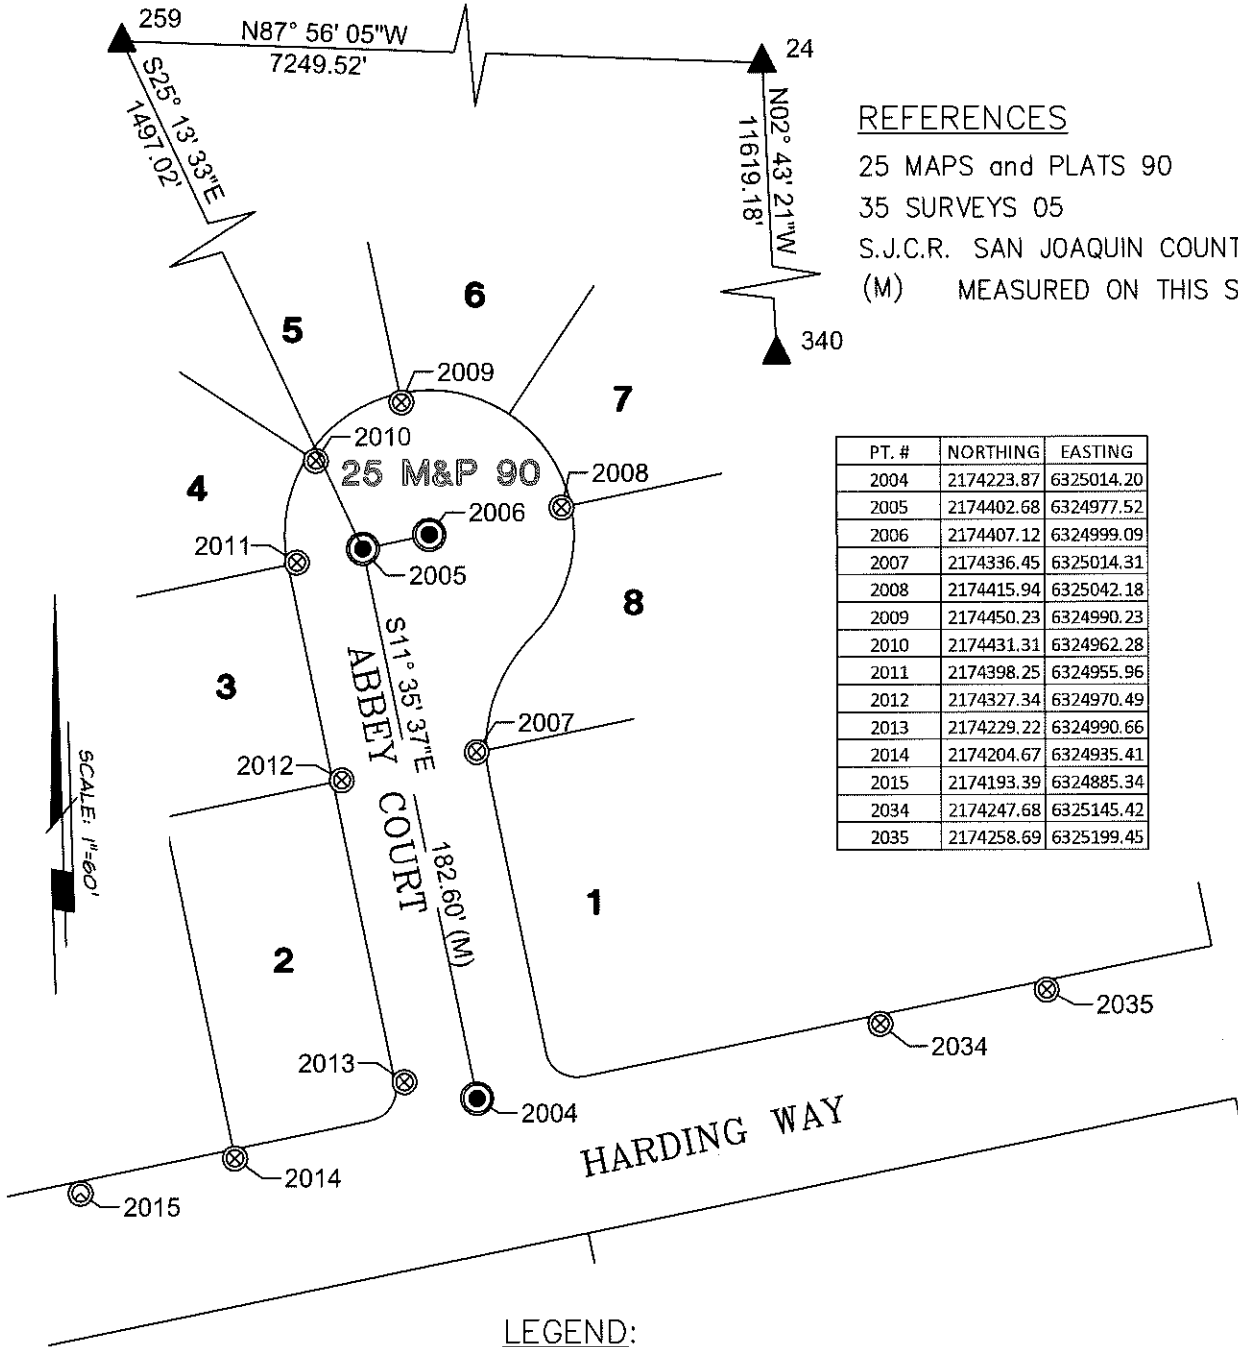 259
N87° 56' 05"W
7249.52'
24
S25° 13' 33"E
1497.02'
N02° 43' 21"W
11619.18'
340
REFERENCES
25 MAPS and PLATS 90
35 SURVEYS 05
S.J.C.R. SAN JOAQUIN COUNT
(M) MEASURED ON THIS S
6
5
2009
7
2010
25 M&P 90
2008
4
2006
2011
2005
8
S11° 35' 37"E
182.60' (M)
ABBEY COURT
3
2007
2012
SCALE: 1"=60'
1
2
2035
2034
2013
2004
HARDING WAY
2014
2015
PT. # NORTHING EASTING
2004 2174223.87 6325014.20
2005 2174402.68 6324977.52
2006 2174407.12 6324999.09
2007 2174336.45 6325014.31
2008 2174415.94 6325042.18
2009 2174450.23 6324990.23
2010 2174431.31 6324962.28
2011 2174398.25 6324955.96
2012 2174327.34 6324970.49
2013 2174229.22 6324990.66
2014 2174204.67 6324935.41
2015 2174193.39 6324885.34
2034 2174247.68 6325145.42
2035 2174258.69 6325199.45
LEGEND: